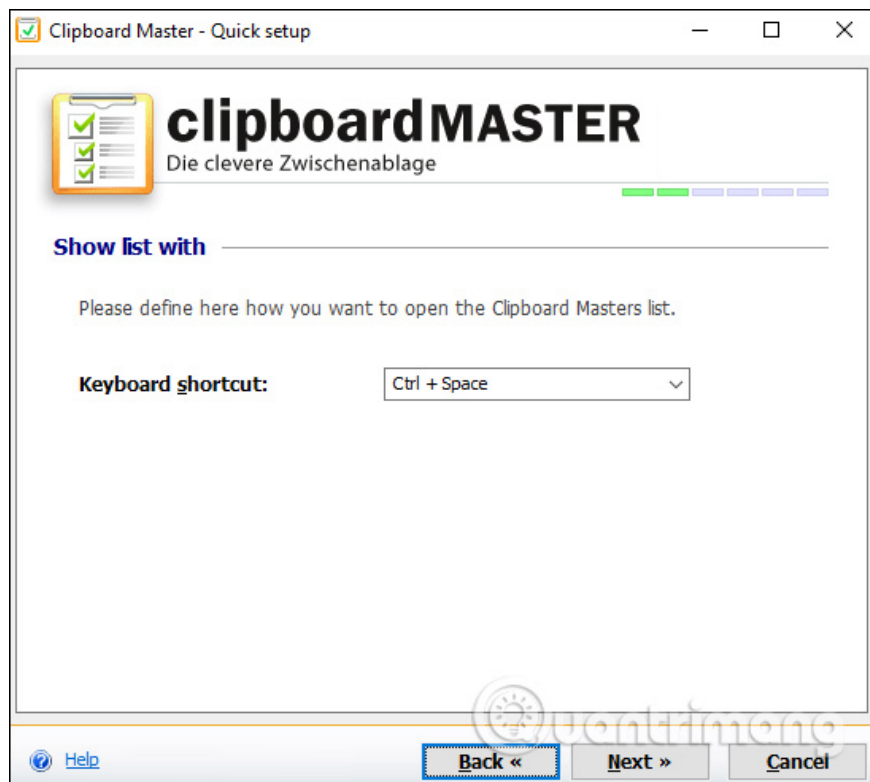 Clipboard Master - Quick setup
clipboardMASTER
Die clevere Zwischenablage
Show list with
Please define here how you want to open the Clipboard Masters list.
Keyboard shortcut: Ctrl + Space
Quantrimang
Help Back « Next » Cancel